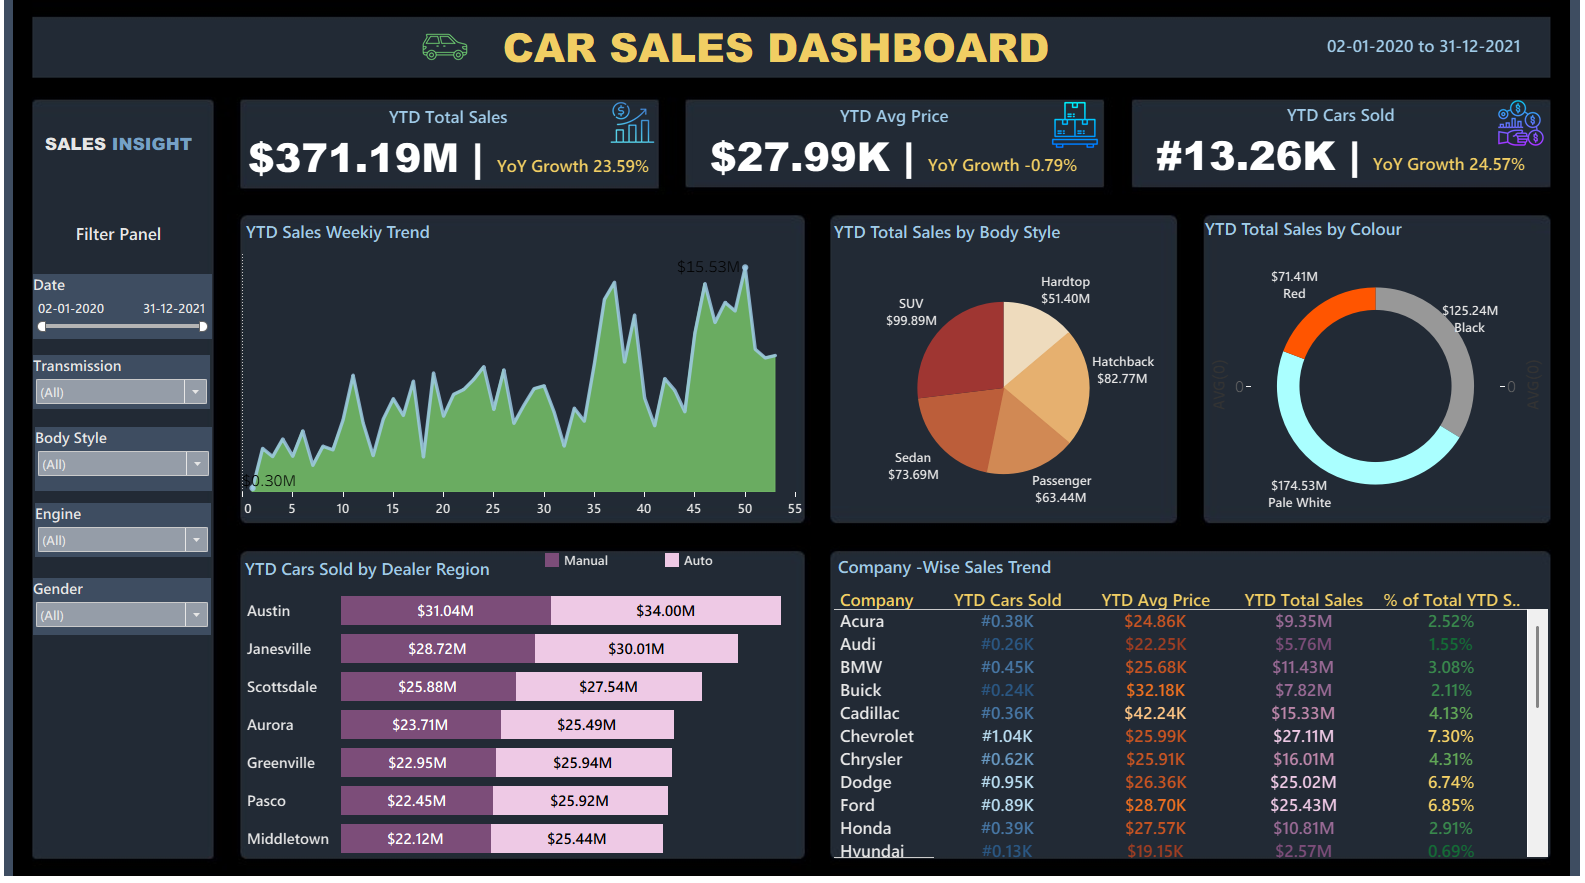 CAR SALES DASHBOARD
02-01-2020 to 31-12-2021
SALES INSIGHT
Filter Panel
Date
02-01-2020 31-12-2021
Transmission
(All)
Body Style
(All)
Engine
(All)
Gender
(All)
YTD Total Sales
$371.19M | YoY Growth 23.59%
YTD Avg Price
$27.99K | YoY Growth -0.79%
YTD Cars Sold
#13.26K | YoY Growth 24.57%
YTD Sales Weekiy Trend
$15.53M
$0.30M
0 5 10 15 20 25 30 35 40 45 50 55
YTD Total Sales by Body Style
Hardtop
$51.40M
SUV
$99.89M
Hatchback
$82.77M
Sedan
$73.69M
Passenger
$63.44M
YTD Total Sales by Colour
$71.41M
Red
$125.24M
Black
AVG(0)
0
0
AVG(0)
$174.53M
Pale White
YTD Cars Sold by Dealer Region
Manual Auto
Austin $31.04M $34.00M
Janesville $28.72M $30.01M
Scottsdale $25.88M $27.54M
Aurora $23.71M $25.49M
Greenville $22.95M $25.94M
Pasco $22.45M $25.92M
Middletown $22.12M $25.44M
Company -Wise Sales Trend
Company YTD Cars Sold YTD Avg Price YTD Total Sales % of Total YTD S..
Acura #0.38K $24.86K $9.35M 2.52%
Audi #0.26K $22.25K $5.76M 1.55%
BMW #0.45K $25.68K $11.43M 3.08%
Buick #0.24K $32.18K $7.82M 2.11%
Cadillac #0.36K $42.24K $15.33M 4.13%
Chevrolet #1.04K $25.99K $27.11M 7.30%
Chrysler #0.62K $25.91K $16.01M 4.31%
Dodge #0.95K $26.36K $25.02M 6.74%
Ford #0.89K $28.70K $25.43M 6.85%
Honda #0.39K $27.57K $10.81M 2.91%
Hyundai #0.13K $19.15K $2.57M 0.69%